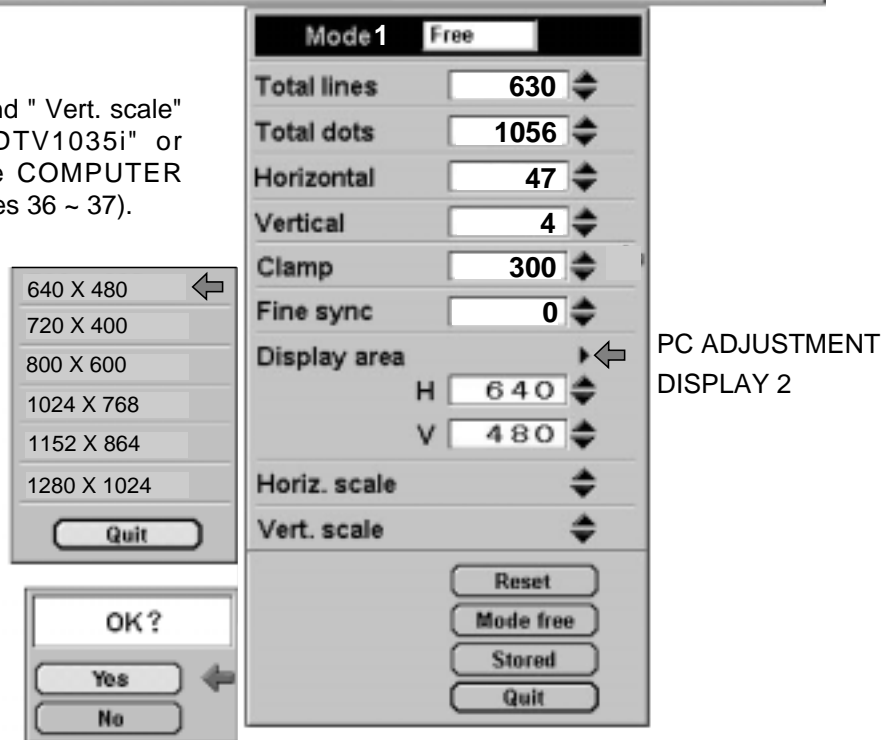 Mode 1 Free
nd " Vert. scale"
DTV1035i" or
e COMPUTER
es 36 ~ 37).
640 X 480
720 X 400
800 X 600
1024 X 768
1152 X 864
1280 X 1024
Quit
OK?
Yes
No
Total lines 630
Total dots 1056
Horizontal 47
Vertical 4
Clamp 300
Fine sync 0
Display area
H 640
V 480
Horiz. scale
Vert. scale
Reset
Mode free
Stored
Quit
PC ADJUSTMENT
DISPLAY 2